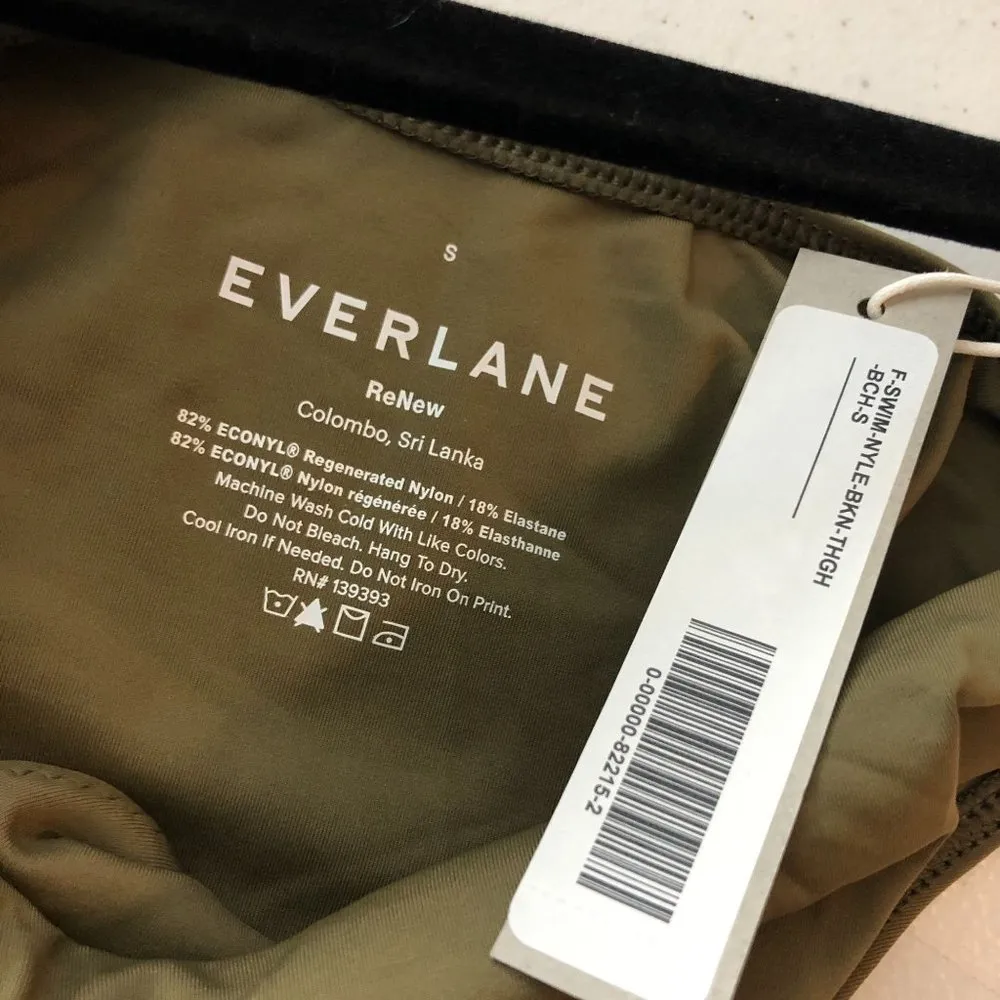 S
EVERLANE
ReNew
Colombo, Sri Lanka
82% ECONYL® Regenerated Nylon / 18% Elastane
82% ECONYL® Nylon régénérée / 18% Elasthanne
Machine Wash Cold With Like Colors.
Do Not Bleach. Hang To Dry.
Cool Iron If Needed. Do Not Iron On Print.
RN# 139393
F-SWIM-NYLE-BKN-THGH
-BCH-S
0-00000-82215-2